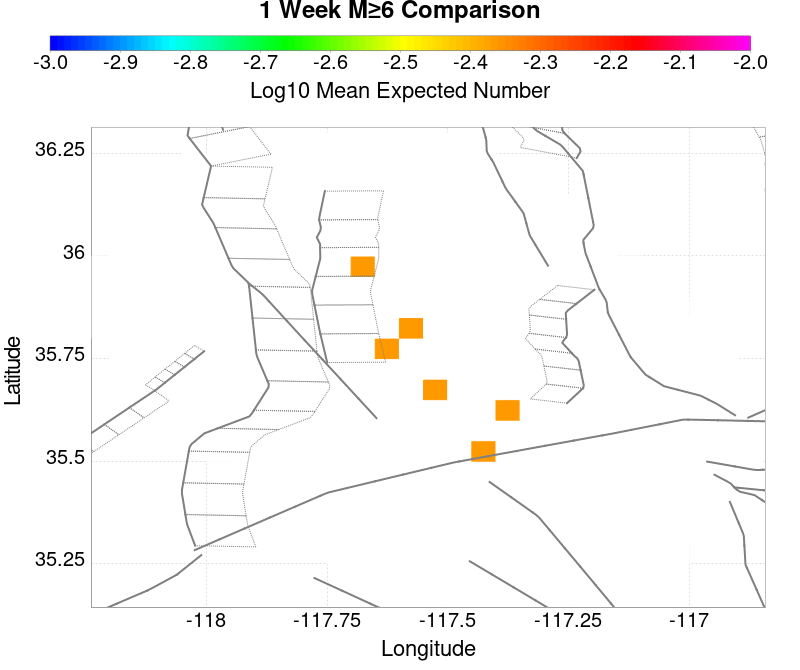 1 Week M≥6 Comparison
-3.0 -2.9 -2.8 -2.7 -2.6 -2.5 -2.4 -2.3 -2.2 -2.1 -2.0
Log10 Mean Expected Number
36.25
36
35.75
35.5
35.25
Latitude
-118 -117.75 -117.5 -117.25 -117
Longitude